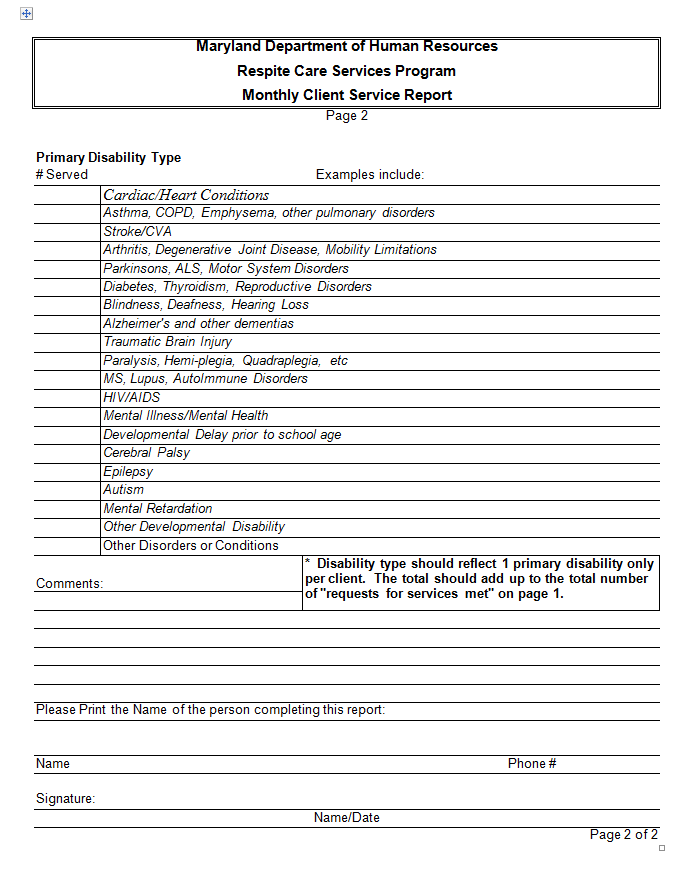 Maryland Department of Human Resources
Respite Care Services Program
Monthly Client Service Report
Page 2
Primary Disability Type
# Served Examples include:
Cardiac/Heart Conditions
Asthma, COPD, Emphysema, other pulmonary disorders
Stroke/CVA
Arthritis, Degenerative Joint Disease, Mobility Limitations
Parkinsons, ALS, Motor System Disorders
Diabetes, Thyroidism, Reproductive Disorders
Blindness, Deafness, Hearing Loss
Alzheimer's and other dementias
Traumatic Brain Injury
Paralysis, Hemi-plegia, Quadraplegia, etc
MS, Lupus, AutoImmune Disorders
HIV/AIDS
Mental Illness/Mental Health
Developmental Delay prior to school age
Cerebral Palsy
Epilepsy
Autism
Mental Retardation
Other Developmental Disability
Other Disorders or Conditions
* Disability type should reflect 1 primary disability only
per client. The total should add up to the total number
of "requests for services met" on page 1.
Comments:
Please Print the Name of the person completing this report:
Name Phone #
Signature:
Name/Date
Page 2 of 2